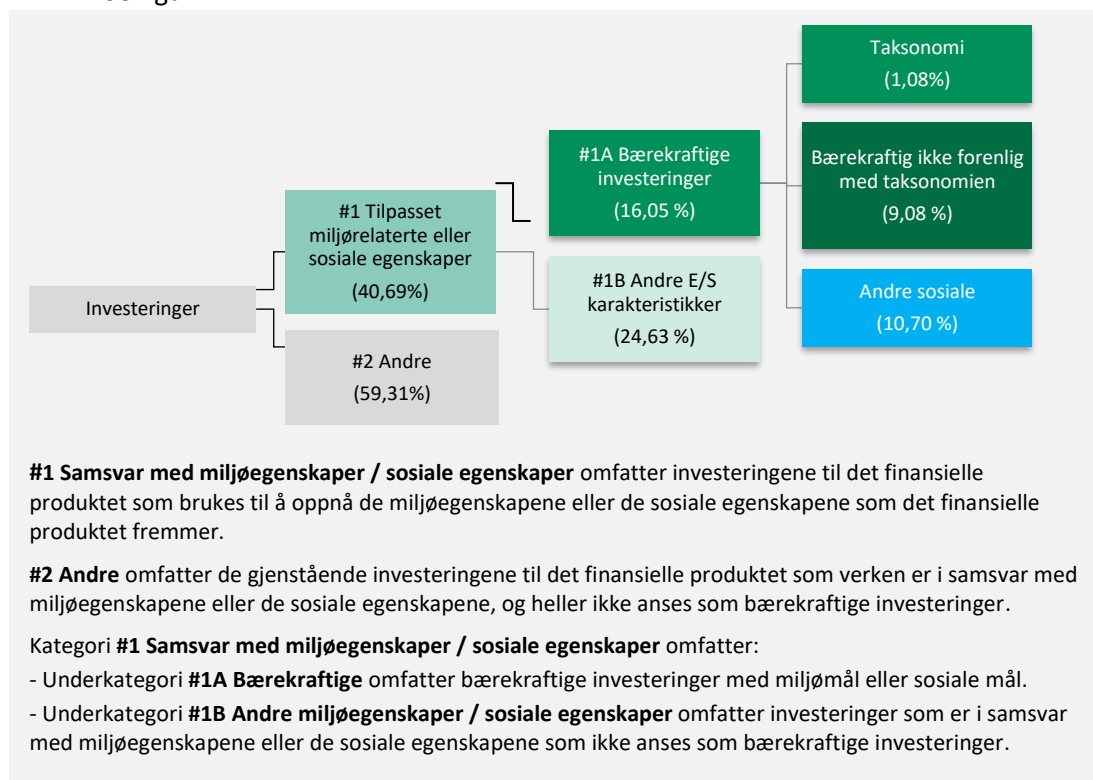 Taksonomi
(1,08%)
#1A Bærekraftige
investeringer
(16,05 %)
Bærekraftig ikke forenlig
med taksonomien
(9,08 %)
#1 Tilpasset
miljørelaterte eller
sosiale egenskaper
(40,69%)
#1B Andre E/S
karakteristikker
(24,63 %)
Andre sosiale
(10,70 %)
Investeringer
#2 Andre
(59,31%)
#1 Samsvar med miljøegenskaper / sosiale egenskaper omfatter investeringene til det finansielle
produktet som brukes til å oppnå de miljøegenskapene eller de sosiale egenskapene som det finansielle
produktet fremmer.
#2 Andre omfatter de gjenstående investeringene til det finansielle produktet som verken er i samsvar med
miljøegenskapene eller de sosiale egenskapene, og heller ikke anses som bærekraftige investeringer.
Kategori #1 Samsvar med miljøegenskaper / sosiale egenskaper omfatter:
- Underkategori #1A Bærekraftige omfatter bærekraftige investeringer med miljømål eller sosiale mål.
- Underkategori #1B Andre miljøegenskaper / sosiale egenskaper omfatter investeringer som er i samsvar
med miljøegenskapene eller de sosiale egenskapene som ikke anses som bærekraftige investeringer.